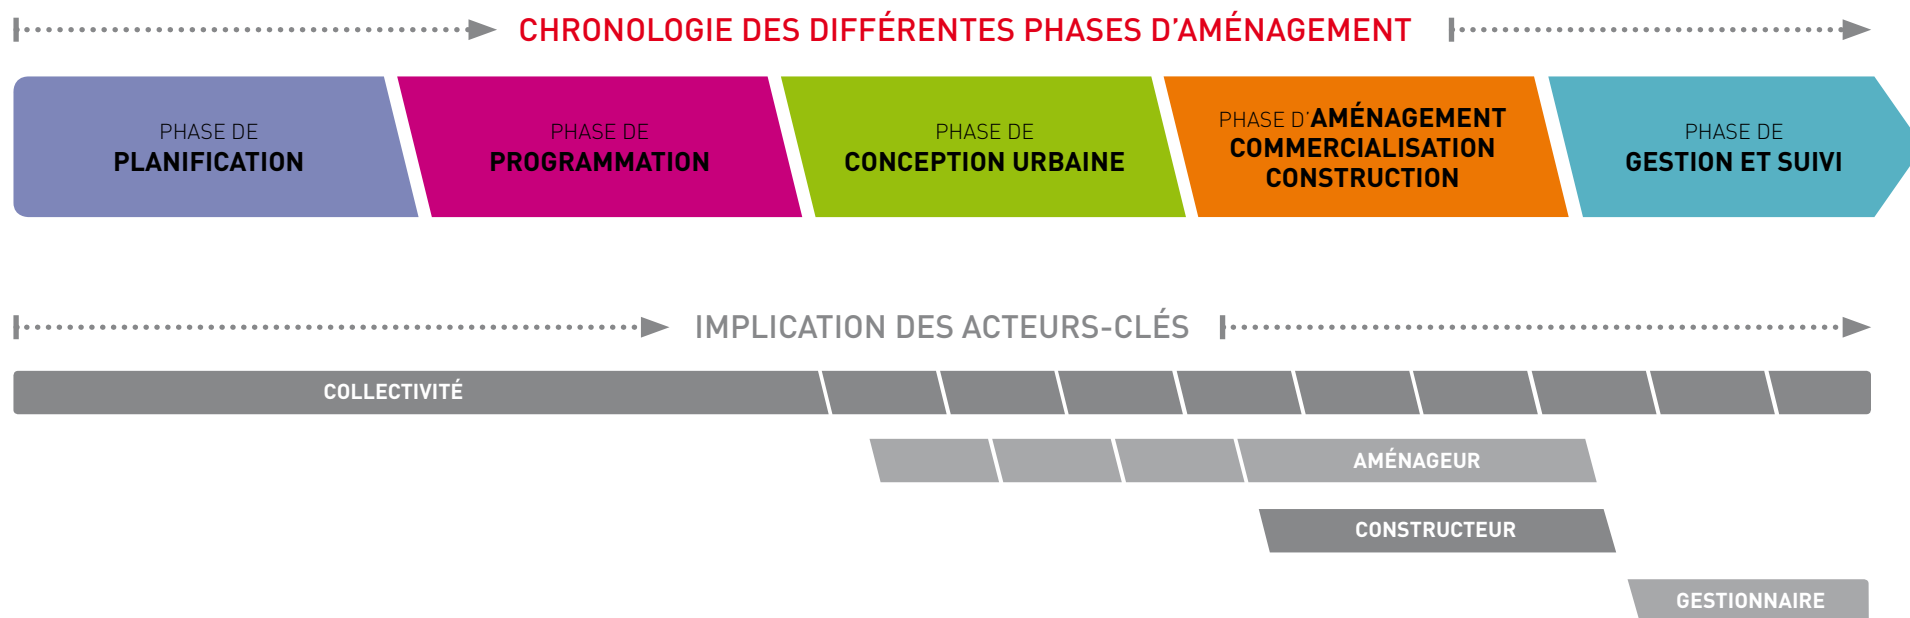 CHRONOLOGIE DES DIFFÉRENTES PHASES D’AMÉNAGEMENT
PHASE DE
PLANIFICATION
PHASE DE
PROGRAMMATION
PHASE DE
CONCEPTION URBAINE
PHASE D’AMÉNAGEMENT
COMMERCIALISATION
CONSTRUCTION
PHASE DE
GESTION ET SUIVI
IMPLICATION DES ACTEURS-CLÉS
COLLECTIVITÉ
AMÉNAGEUR
CONSTRUCTEUR
GESTIONNAIRE